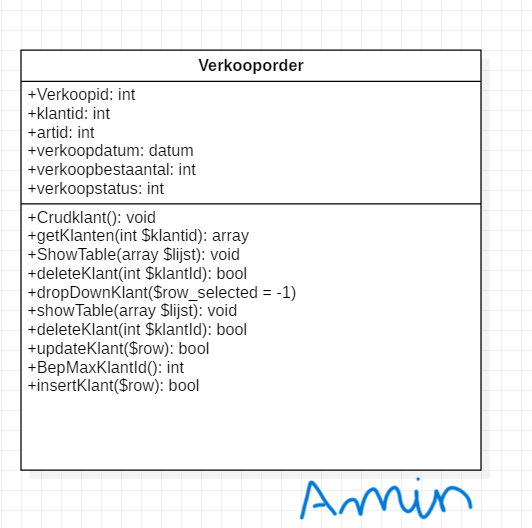 Verkooporder
+Verkoopid: int
+klantid: int
+artid: int
+verkoopdatum: datum
+verkoopbestaantal: int
+verkoopstatus: int
+Crudklant(): void
+getKlanten(int $klantid): array
+ShowTable(array $lijst): void
+deleteKlant(int $klantId): bool
+dropDownKlant($row_selected = -1)
+showTable(array $lijst): void
+deleteKlant(int $klantId): bool
+updateKlant($row): bool
+BepMaxKlantId(): int
+insertKlant($row): bool
Amin